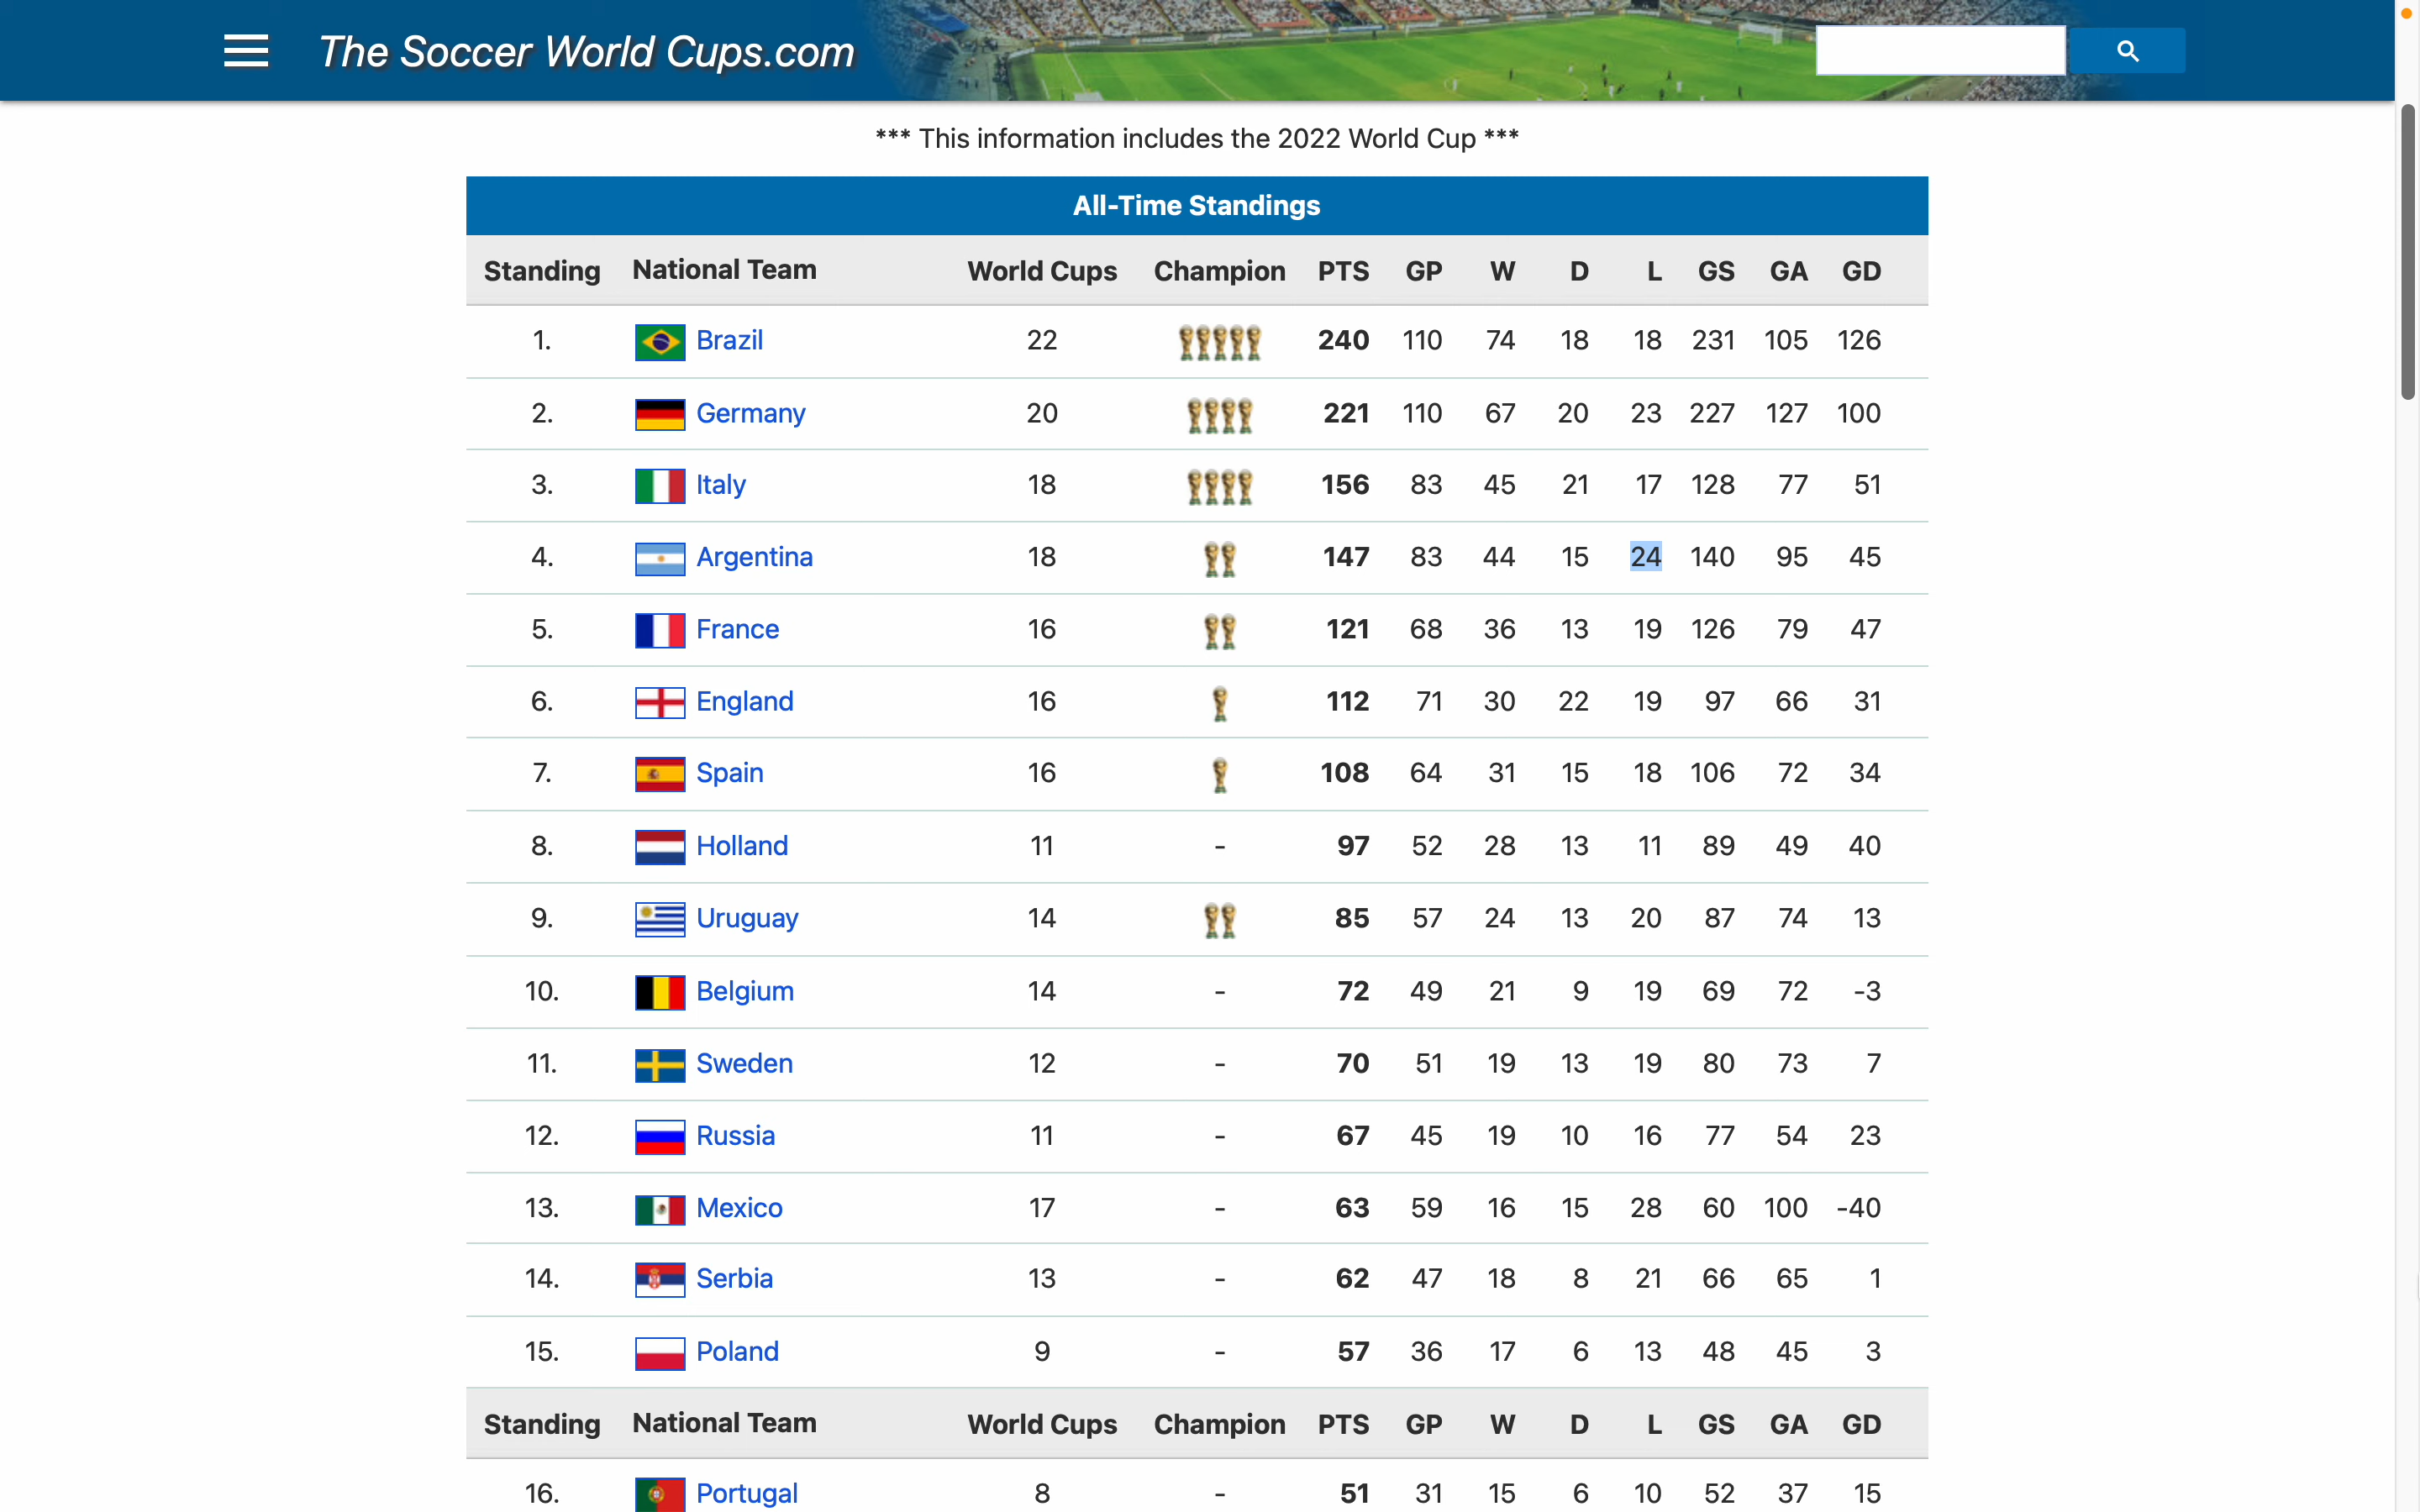 The Soccer World Cups.com
*** This information includes the 2022 World Cup ***
All-Time Standings
Standing National Team World Cups Champion PTS GP W D L GS GA GD
1. Brazil 22 240 110 74 18 18 231 105 126
2. Germany 20 221 110 67 20 23 227 127 100
3. Italy 18 156 83 45 21 17 128 77 51
4. Argentina 18 147 83 44 15 24 140 95 45
5. France 16 121 68 36 13 19 126 79 47
6. England 16 112 71 30 22 19 97 66 31
7. Spain 16 108 64 31 15 18 106 72 34
8. Holland 11 - 97 52 28 13 11 89 49 40
9. Uruguay 14 85 57 24 13 20 87 74 13
10. Belgium 14 - 72 49 21 9 19 69 72 -3
11. Sweden 12 - 70 51 19 13 19 80 73 7
12. Russia 11 - 67 45 19 10 16 77 54 23
13. Mexico 17 - 63 59 16 15 28 60 100 -40
14. Serbia 13 - 62 47 18 8 21 66 65 1
15. Poland 9 - 57 36 17 6 13 48 45 3
Standing National Team World Cups Champion PTS GP W D L GS GA GD
16. Portugal 8 - 51 31 15 6 10 52 37 15